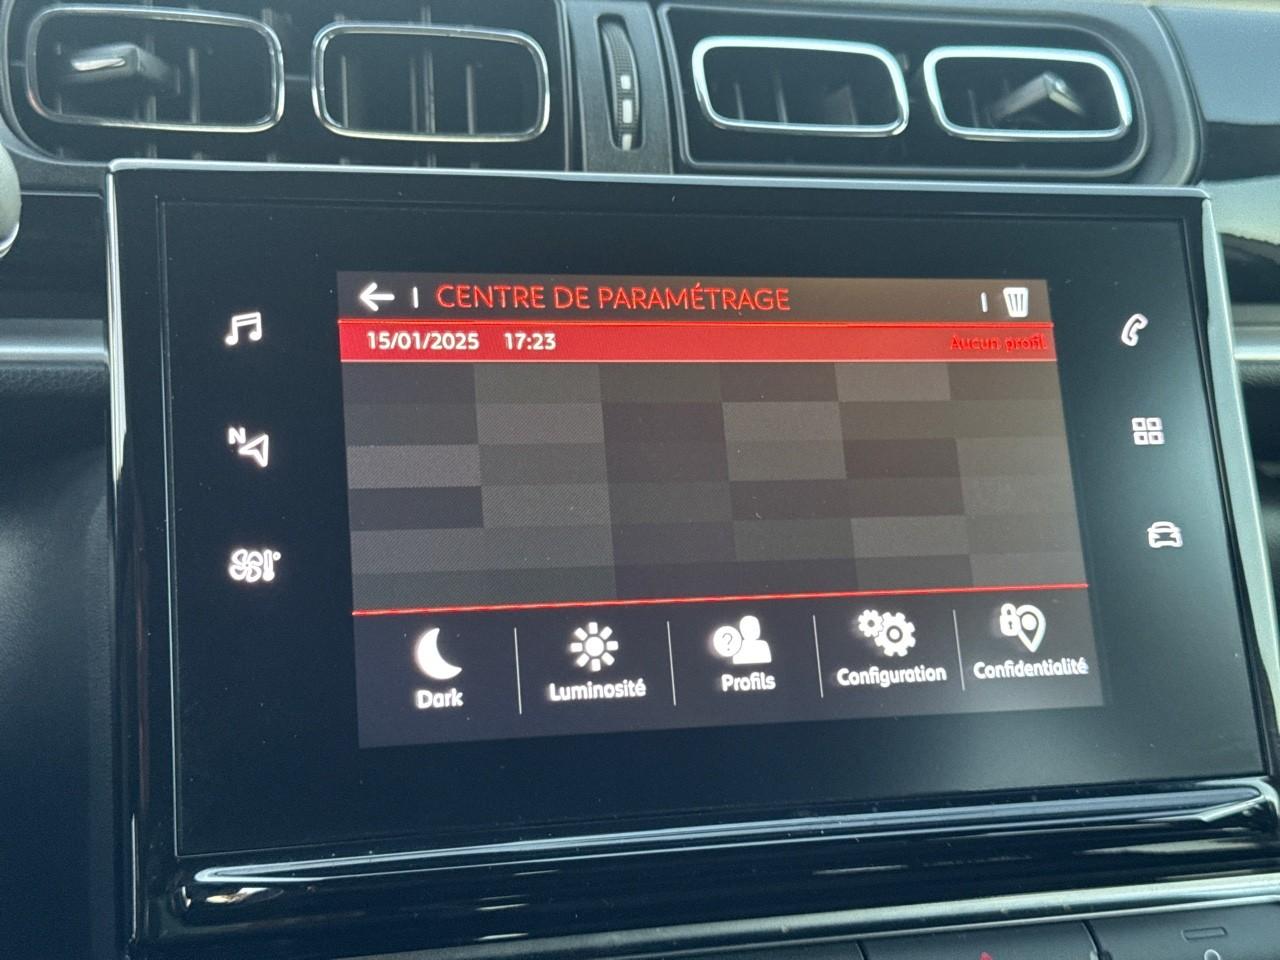 CENTRE DE PARAMÉTRAGE
15/01/2025 17:23 Aucun profil
N
Dark Luminosité Profils Configuration Confidentialité